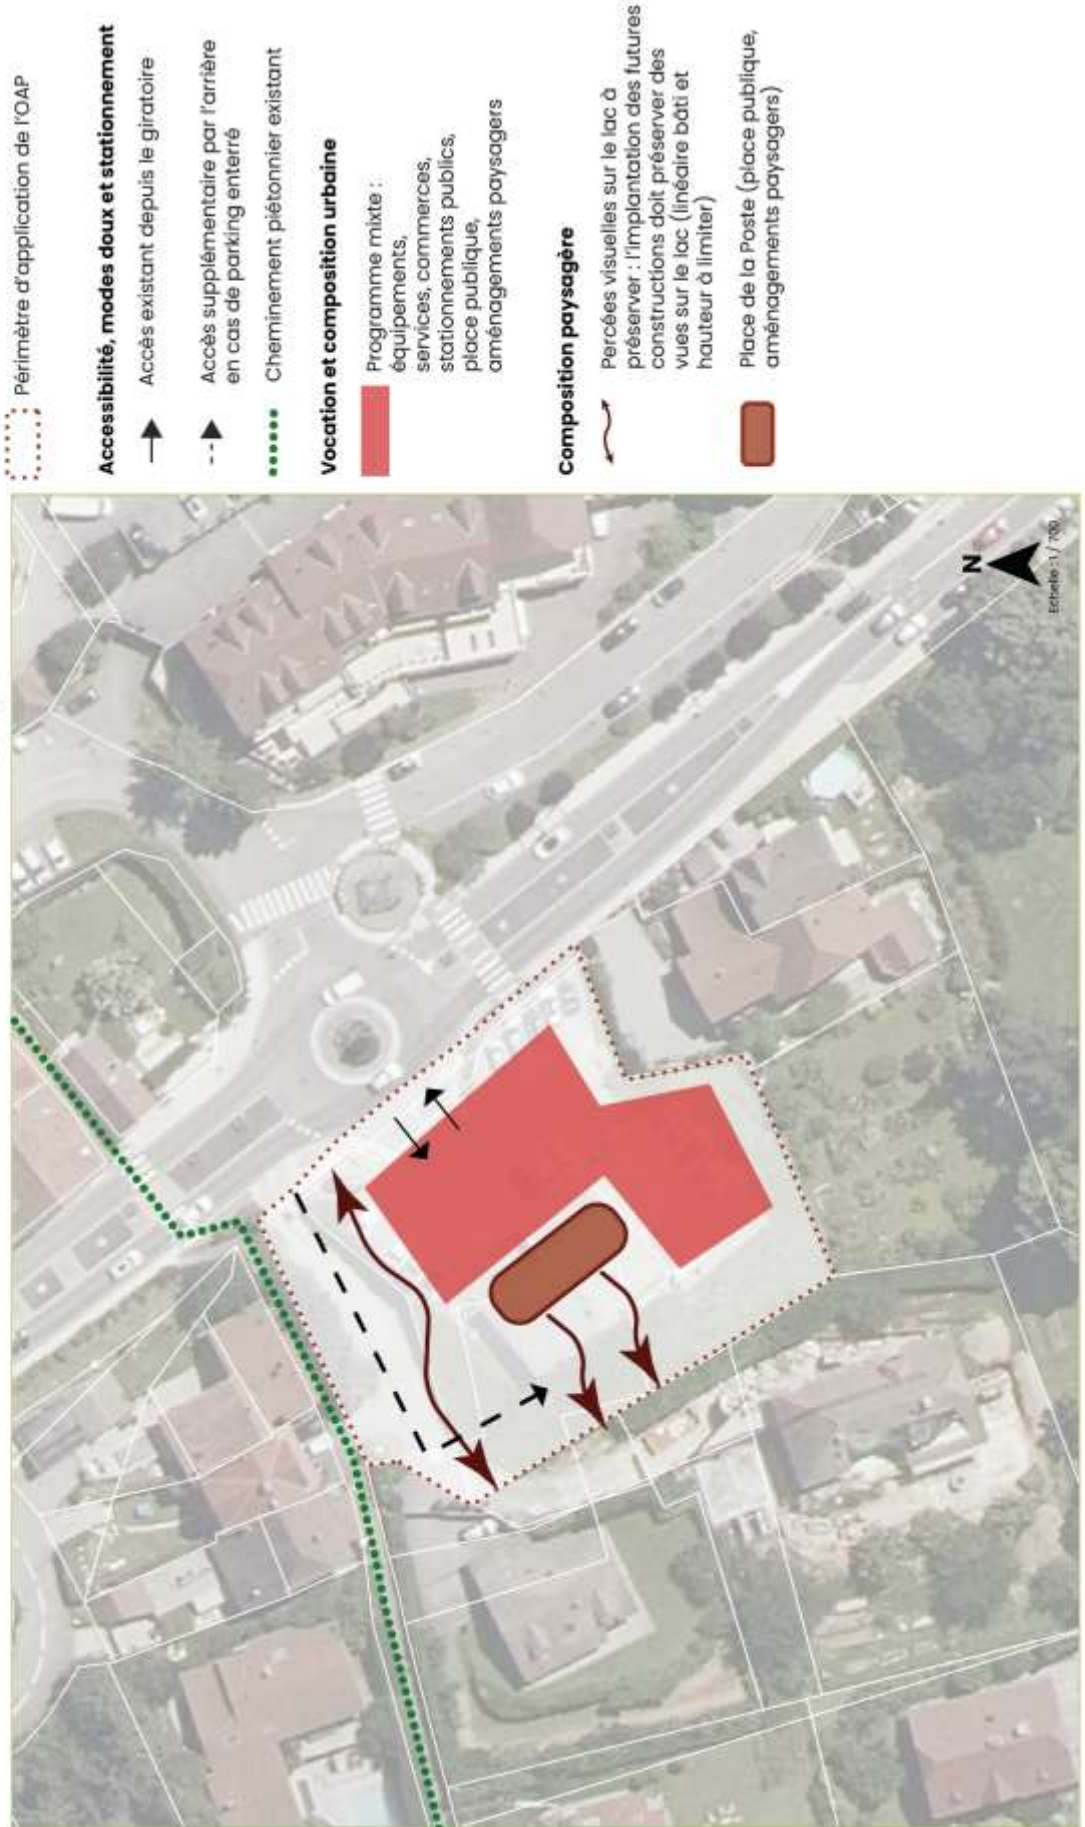 Périmètre d'application de l'OAP
Accessibilité, modes doux et stationnement
Accès existant depuis le giratoire
Accès supplémentaire par l'arrière
en cas de parking enterré
Cheminement piétonnier existant
Vocation et composition urbaine
Programme mixte :
équipements,
services, commerces,
stationnements publics,
place publique,
aménagements paysagers
Composition paysagère
Percées visuelles sur le lac à
préserver : l'implantation des futures
constructions doit préserver des
vues sur le lac (linéaire bâti et
hauteur à limiter)
Place de la Poste (place publique,
aménagements paysagers)
N
Echelle : 1 / 700